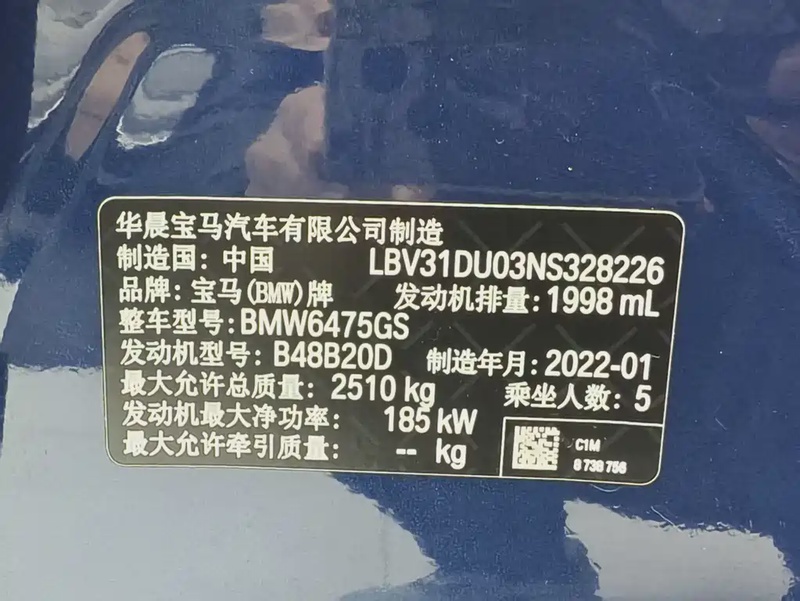 华晨宝马汽车有限公司制造
制造国：中国 LBV31DU03NS328226
品牌：宝马(BMW)牌 发动机排量：1998 mL
整车型号：BMW6475GS
发动机型号：B48B20D 制造年月：2022-01
最大允许总质量：2510 kg 乘坐人数：5
发动机最大净功率： 185 kW
最大允许牵引质量： -- kg
C1M
8 738 756